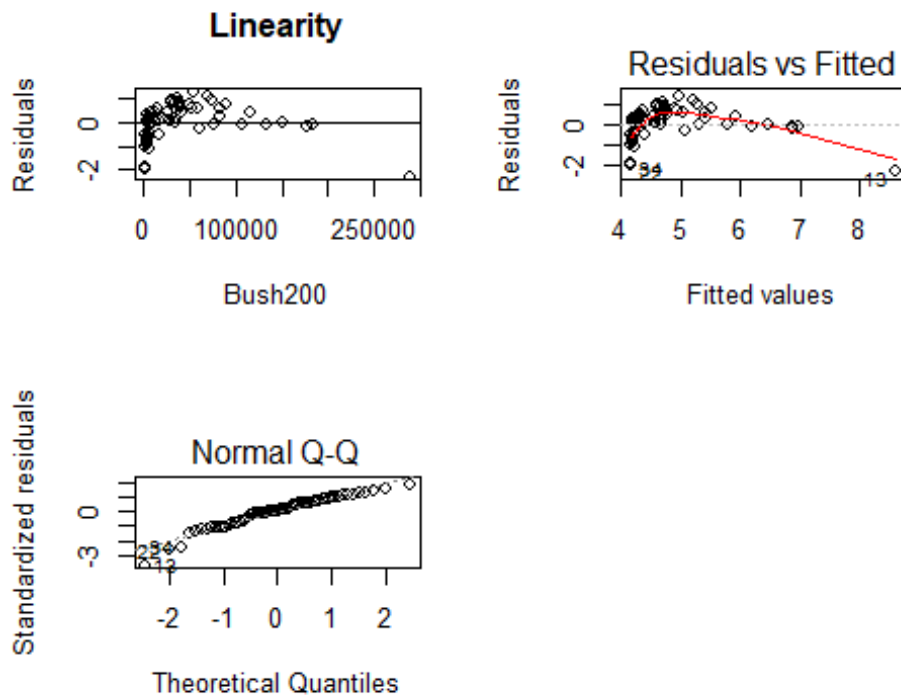 Linearity
Residuals
0
-2
0
100000
250000
Bush200
Residuals vs Fitted
Residuals
0
-2
13
4
5
6
7
8
Fitted values
Normal Q-Q
Standardized residuals
0
-3
13
-2
-1
0
1
2
Theoretical Quantiles